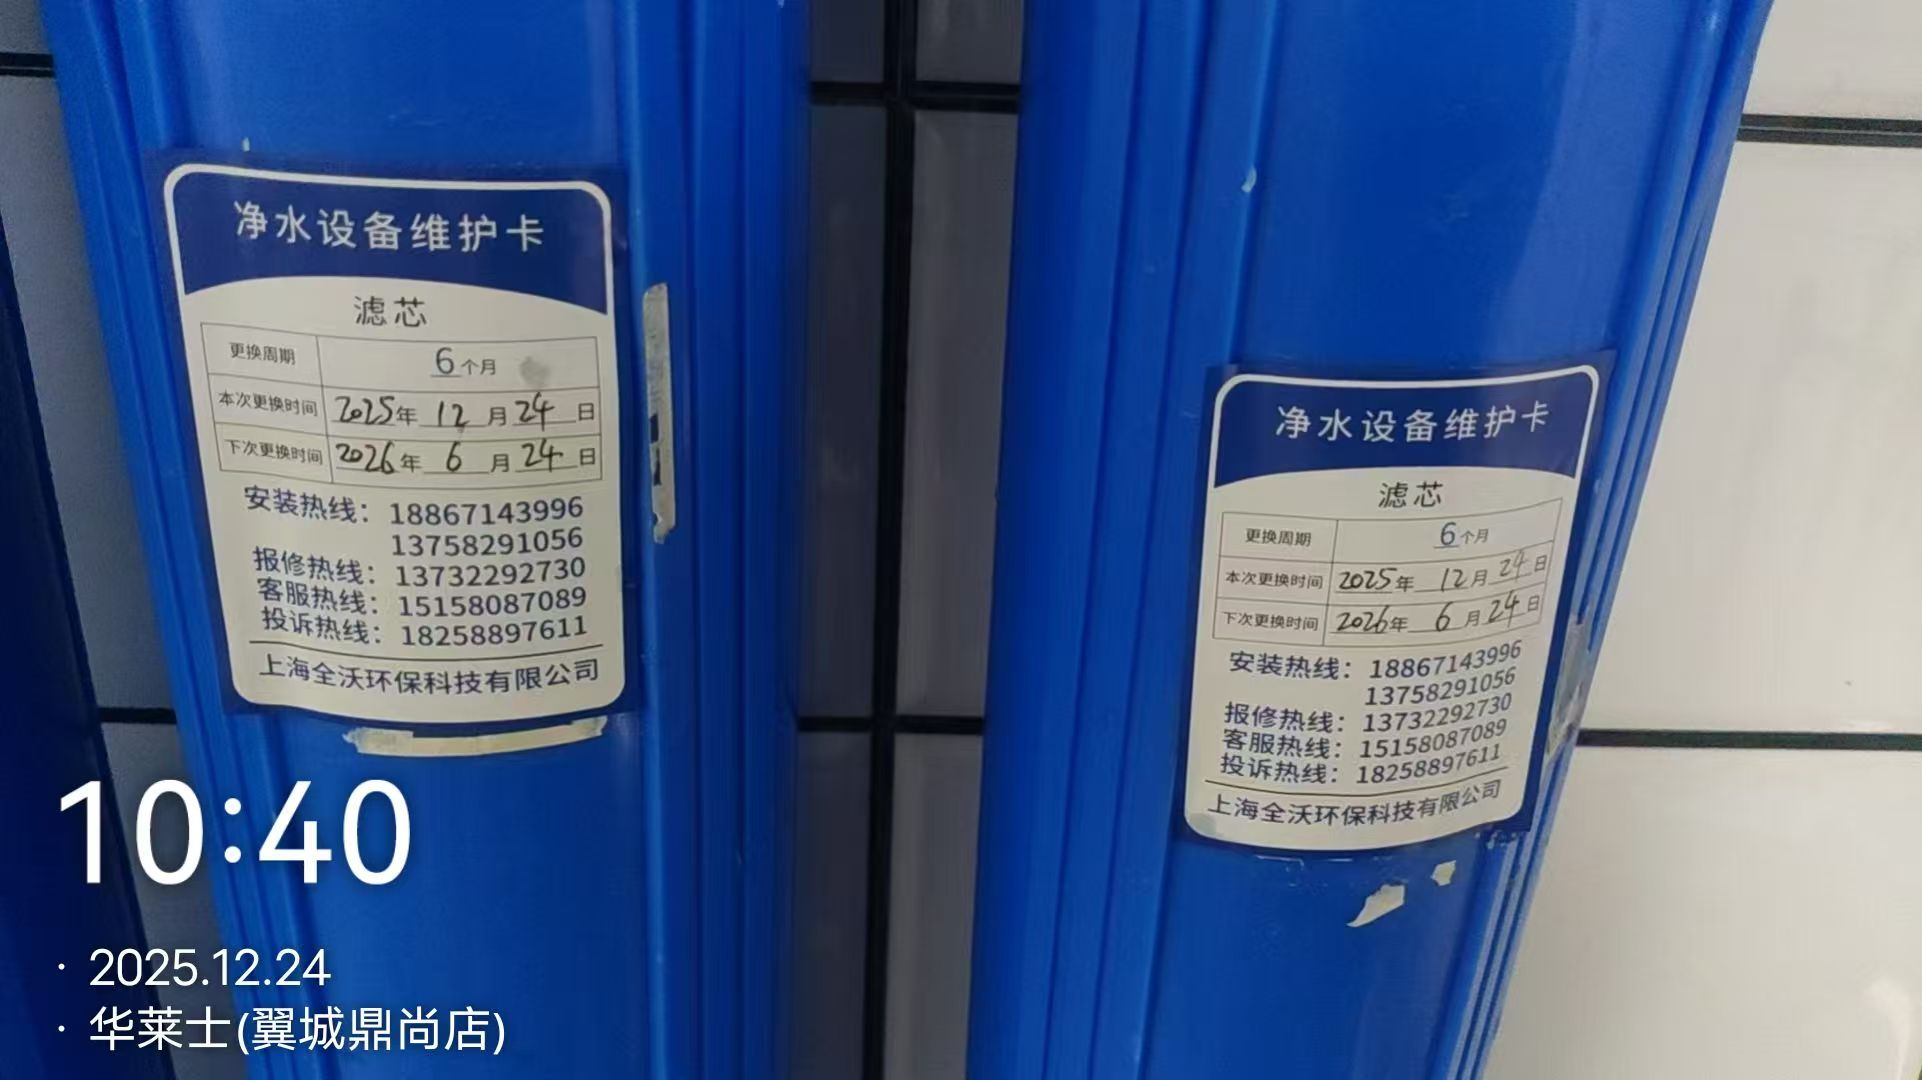 净水设备维护卡
滤芯
更换周期 6个月
本次更换时间 2025年 12月 24日
下次更换时间 2026年 6月 24日
安装热线：18867143996
13758291056
报修热线：13732292730
客服热线：15158087089
投诉热线：18258897611
上海全沃环保科技有限公司
净水设备维护卡
滤芯
更换周期 6个月
本次更换时间 2025年 12月 24日
下次更换时间 2026年 6月 24日
安装热线：18867143996
13758291056
报修热线：13732292730
客服热线：15158087089
投诉热线：18258897611
上海全沃环保科技有限公司
10:40
· 2025.12.24
· 华莱士(翼城鼎尚店)